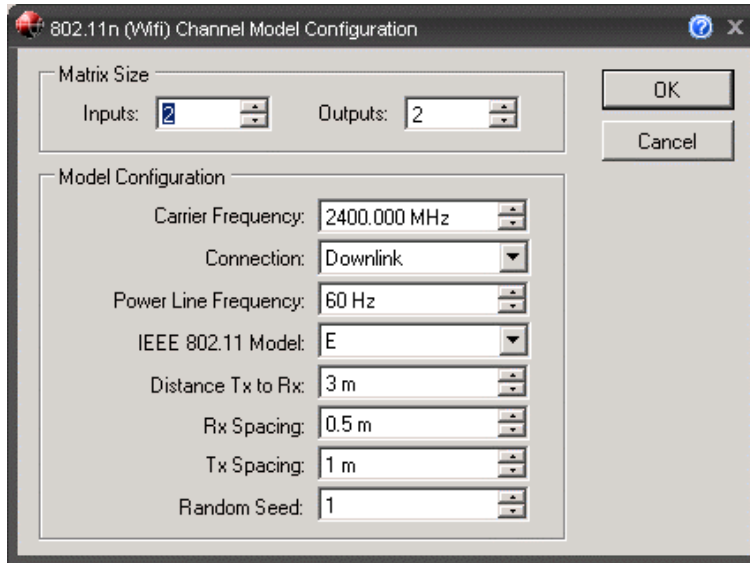 802.11n (Wifi) Channel Model Configuration
Matrix Size
Inputs: 2 Outputs: 2
OK
Cancel
Model Configuration
Carrier Frequency: 2400.000 MHz
Connection: Downlink
Power Line Frequency: 60 Hz
IEEE 802.11 Model: E
Distance Tx to Rx: 3 m
Rx Spacing: 0.5 m
Tx Spacing: 1 m
Random Seed: 1